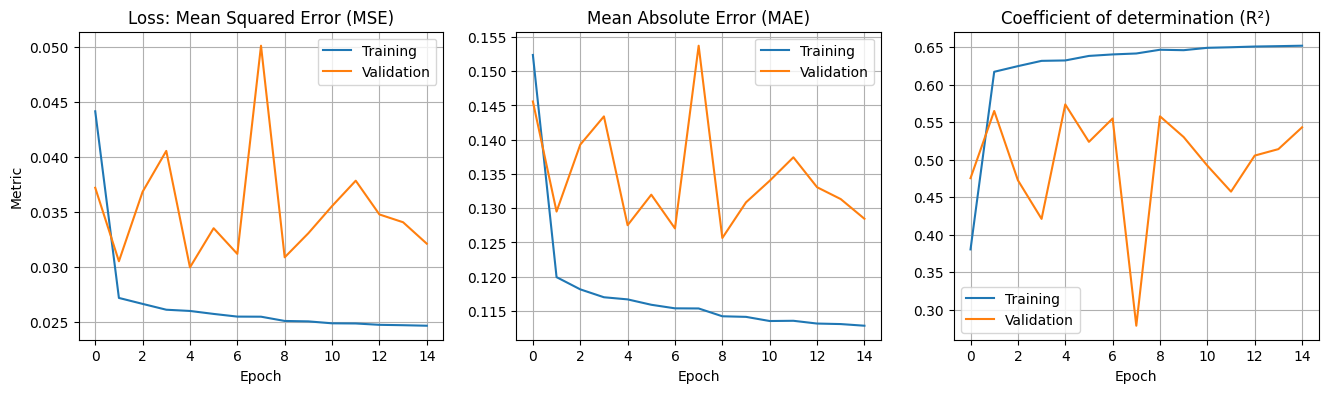 Loss: Mean Squared Error (MSE)
Metric
0.050
0.045
0.040
0.035
0.030
0.025
Training
Validation
0 2 4 6 8 10 12 14
Epoch
Mean Absolute Error (MAE)
0.155
0.150
0.145
0.140
0.135
0.130
0.125
0.120
0.115
Training
Validation
0 2 4 6 8 10 12 14
Epoch
Coefficient of determination (R²)
0.65
0.60
0.55
0.50
0.45
0.40
0.35
0.30
Training
Validation
0 2 4 6 8 10 12 14
Epoch